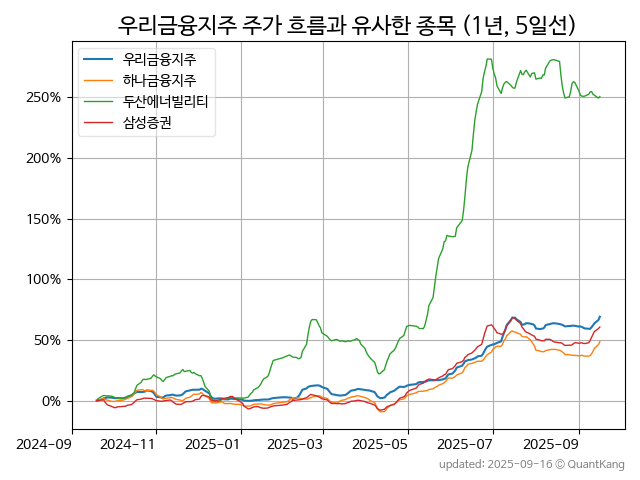 우리금융지주 주가 흐름과 유사한 종목 (1년, 5일선)
우리금융지주
하나금융지주
두산에너빌리티
삼성증권
250%
200%
150%
100%
50%
0%
2024-09 2024-11 2025-01 2025-03 2025-05 2025-07 2025-09
updated: 2025-09-16 © QuantKang